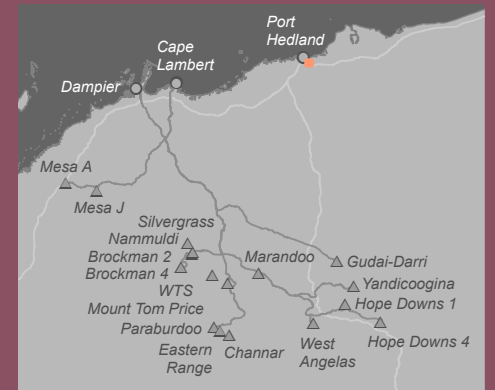 Port
Hedland
Cape
Lambert
Dampier
Mesa A
Mesa J
Silvergrass
Nammuldi
Brockman 2
Brockman 4
Marandoo
Gudai-Darri
Yandicoogina
WTS
Hope Downs 1
Mount Tom Price
Paraburdoo
Eastern
Range
Channar
West
Angelas
Hope Downs 4